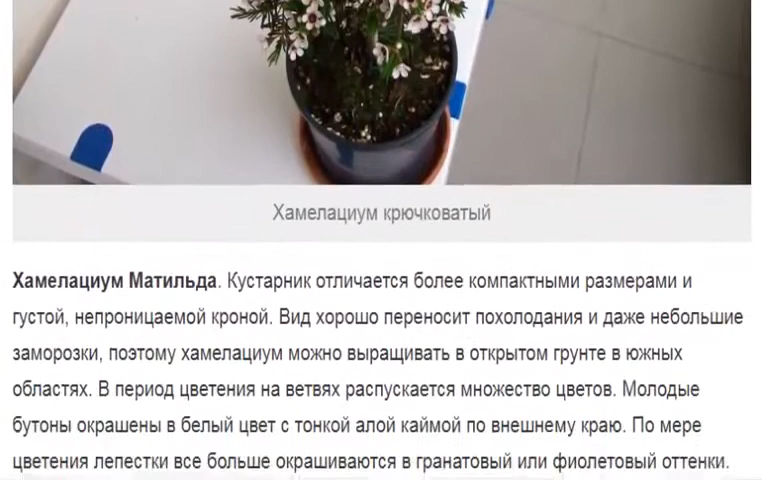 Хамелациум крючковатый
Хамелациум Матильда. Кустарник отличается более компактными размерами и
густой, непроницаемой кроной. Вид хорошо переносит похолодания и даже небольшие
заморозки, поэтому хамелациум можно выращивать в открытом грунте в южных
областях. В период цветения на ветвях распускается множество цветов. Молодые
бутоны окрашены в белый цвет с тонкой алой каймой по внешнему краю. По мере
цветения лепестки все больше окрашиваются в гранатовый или фиолетовый оттенки.